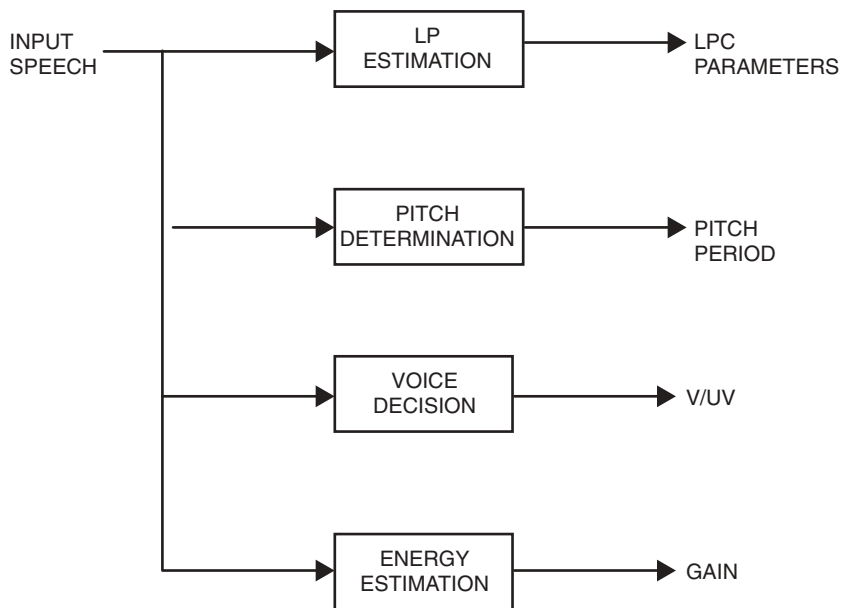 INPUT
SPEECH
LP
ESTIMATION
LPC
PARAMETERS
PITCH
DETERMINATION
PITCH
PERIOD
VOICE
DECISION
V/UV
ENERGY
ESTIMATION
GAIN